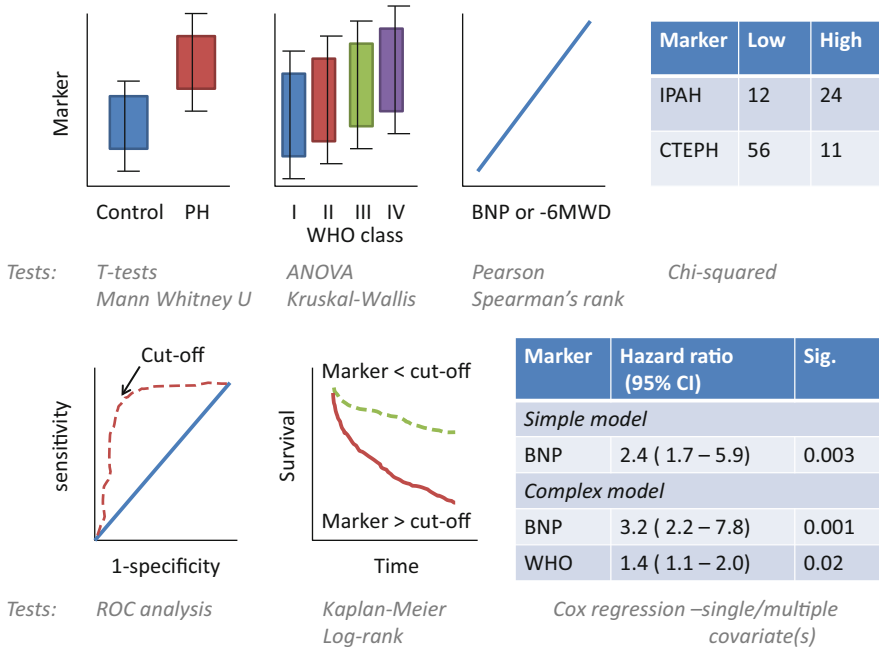 Marker
Control PH
I II III IV
WHO class
BNP or -6MWD
Marker Low High
IPAH 12 24
CTEPH 56 11
Tests: T-tests ANOVA Pearson Chi-squared
Mann Whitney U Kruskal-Wallis Spearman's rank
sensitivity
Cut-off
1-specificity
Survival
Marker < cut-off
Marker > cut-off
Time
Marker Hazard ratio Sig.
(95% CI)
Simple model
BNP 2.4 ( 1.7 – 5.9) 0.003
Complex model
BNP 3.2 ( 2.2 – 7.8) 0.001
WHO 1.4 ( 1.1 – 2.0) 0.02
Tests: ROC analysis Kaplan-Meier Cox regression –single/multiple
Log-rank covariate(s)